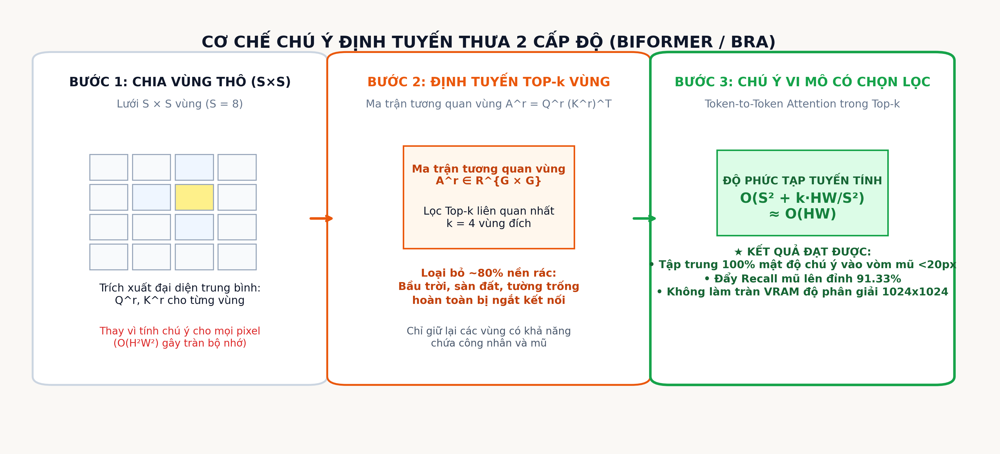 CƠ CHẾ CHÚ Ý ĐỊNH TUYẾN THƯA 2 CẤP ĐỘ (BIFORMER / BRA)
BƯỚC 1: CHIA VÙNG THÔ (S×S)
Lưới S × S vùng (S = 8)
Trích xuất đại diện trung bình:
Q^r, K^r cho từng vùng
Thay vì tính chú ý cho mọi pixel
(O(H²W²) gây tràn bộ nhớ)
BƯỚC 2: ĐỊNH TUYẾN TOP-k VÙNG
Ma trận tương quan vùng A^r = Q^r (K^r)^T
Ma trận tương quan vùng
A^r ∈ R^{G × G}
Lọc Top-k liên quan nhất
k = 4 vùng đích
Loại bỏ ~80% nền rác:
Bầu trời, sàn đất, tường trống
hoàn toàn bị ngắt kết nối
Chỉ giữ lại các vùng có khả năng
chứa công nhân và mũ
BƯỚC 3: CHÚ Ý VI MÔ CÓ CHỌN LỌC
Token-to-Token Attention trong Top-k
ĐỘ PHỨC TẠP TUYẾN TÍNH
O(S² + k·HW/S²)
≈ O(HW)
★ KẾT QUẢ ĐẠT ĐƯỢC:
• Tập trung 100% mật độ chú ý vào vòm mũ <20px
• Đẩy Recall mũ lên đỉnh 91.33%
• Không làm tràn VRAM độ phân giải 1024x1024